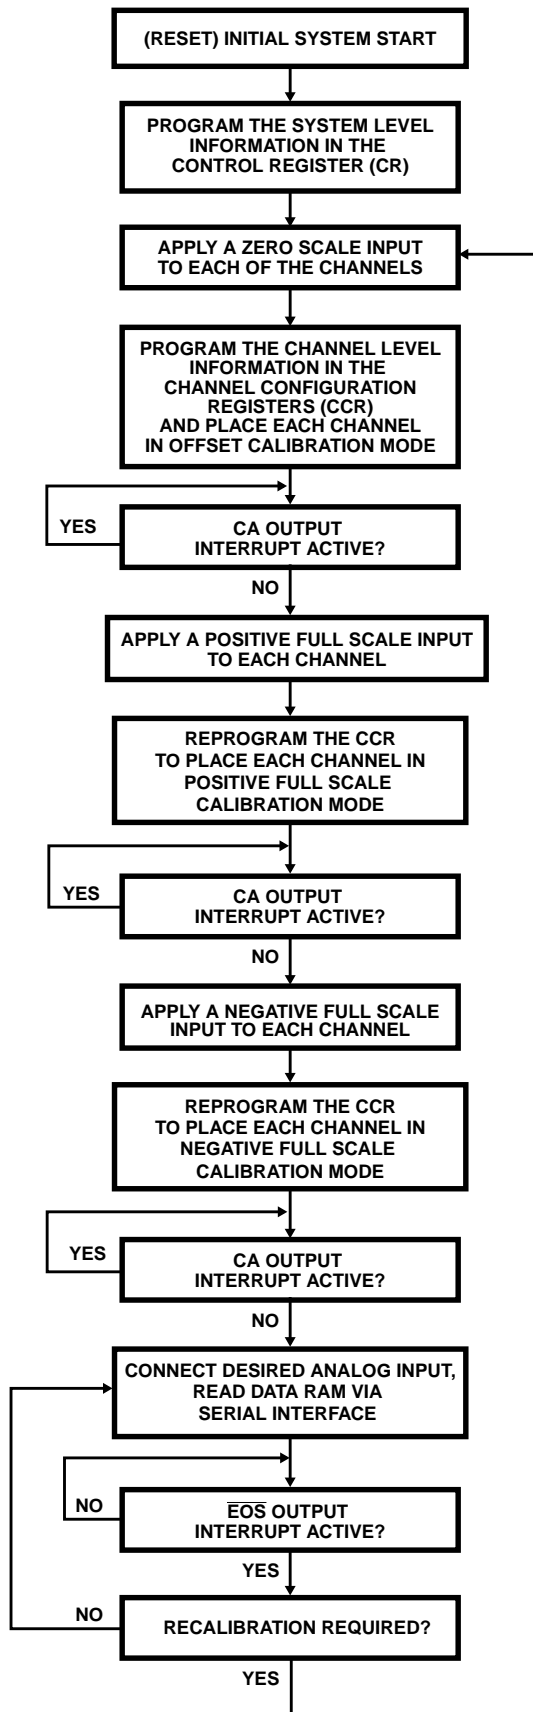 (RESET) INITIAL SYSTEM START
PROGRAM THE SYSTEM LEVEL
INFORMATION IN THE
CONTROL REGISTER (CR)
APPLY A ZERO SCALE INPUT
TO EACH OF THE CHANNELS
PROGRAM THE CHANNEL LEVEL
INFORMATION IN THE
CHANNEL CONFIGURATION
REGISTERS (CCR)
AND PLACE EACH CHANNEL
IN OFFSET CALIBRATION MODE
YES
CA OUTPUT
INTERRUPT ACTIVE?
NO
APPLY A POSITIVE FULL SCALE INPUT
TO EACH CHANNEL
REPROGRAM THE CCR
TO PLACE EACH CHANNEL IN
POSITIVE FULL SCALE
CALIBRATION MODE
YES
CA OUTPUT
INTERRUPT ACTIVE?
NO
APPLY A NEGATIVE FULL SCALE
INPUT TO EACH CHANNEL
REPROGRAM THE CCR
TO PLACE EACH CHANNEL IN
NEGATIVE FULL SCALE
CALIBRATION MODE
YES
CA OUTPUT
INTERRUPT ACTIVE?
NO
CONNECT DESIRED ANALOG INPUT,
READ DATA RAM VIA
SERIAL INTERFACE
NO
E̅O̅S̅ OUTPUT
INTERRUPT ACTIVE?
YES
NO
RECALIBRATION REQUIRED?
YES